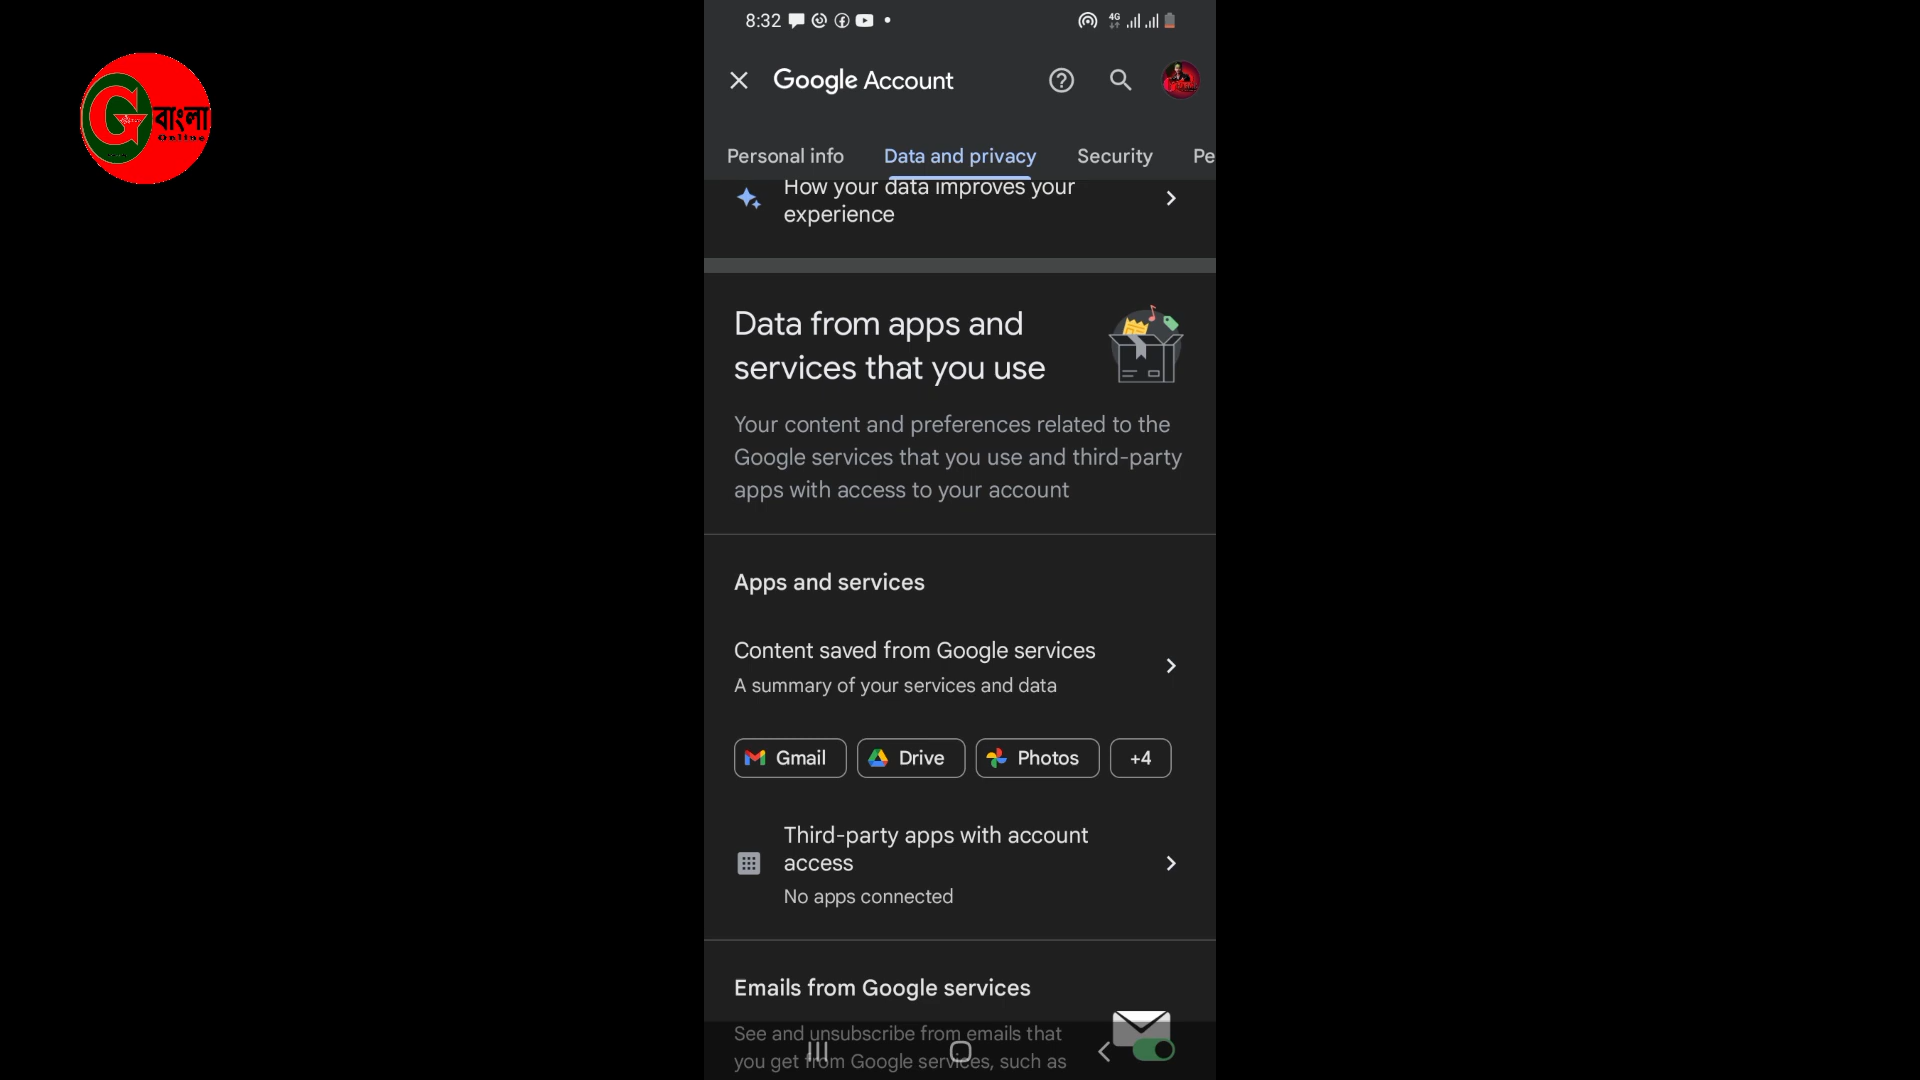 8:32
4G
বাংলা
Online
Google Account
Personal info
Data and privacy
Security
Pe
How your data improves your
experience
Data from apps and
services that you use
Your content and preferences related to the
Google services that you use and third-party
apps with access to your account
Apps and services
Content saved from Google services
A summary of your services and data
Gmail
Drive
Photos
+4
Third-party apps with account
access
No apps connected
Emails from Google services
See and unsubscribe from emails that
you get from Google services, such as